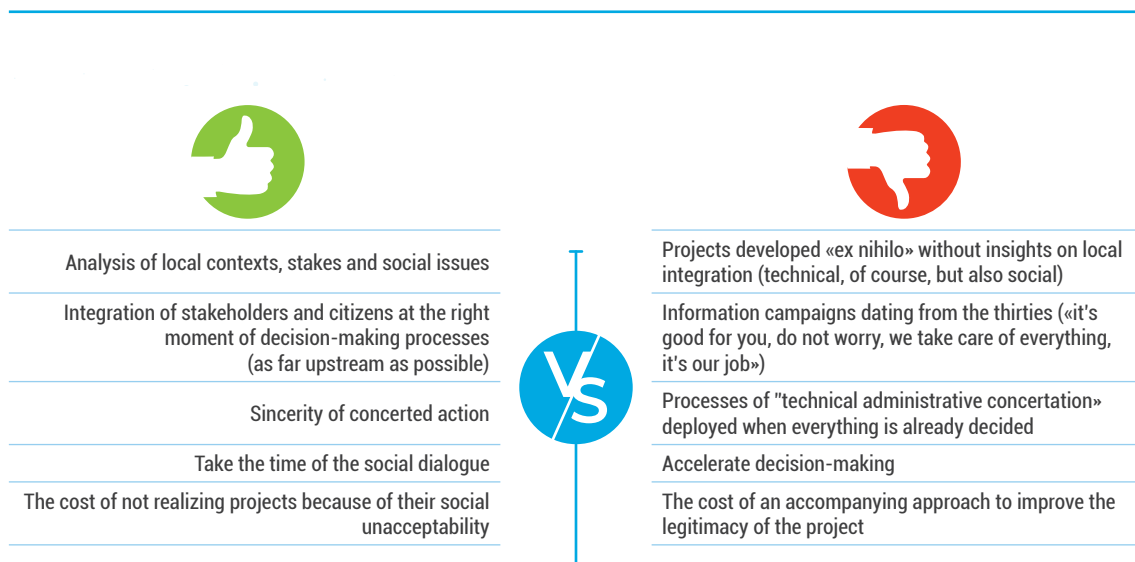 Analysis of local contexts, stakes and social issues
Integration of stakeholders and citizens at the right
moment of decision-making processes
(as far upstream as possible)
Sincerity of concerted action
Take the time of the social dialogue
The cost of not realizing projects because of their social
unacceptability
VS
Projects developed «ex nihilo» without insights on local
integration (technical, of course, but also social)
Information campaigns dating from the thirties («it's
good for you, do not worry, we take care of everything,
it's our job»)
Processes of "technical administrative concertation»
deployed when everything is already decided
Accelerate decision-making
The cost of an accompanying approach to improve the
legitimacy of the project